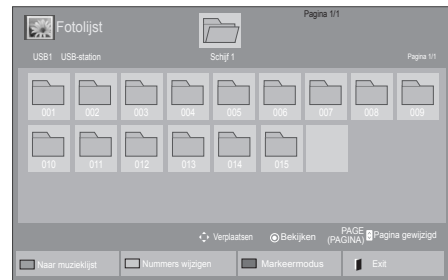 Pagina 1/1
Fotolijst
USB1 USB-station Schijf 1 Pagina 1/1
001 002 003 004 005 006 007 008 009
010 011 012 013 014 015
Verplaatsen Bekijken PAGE (PAGINA) Pagina gewijzigd
Naar muzieklijst Nummers wijzigen Markeermodus Exit